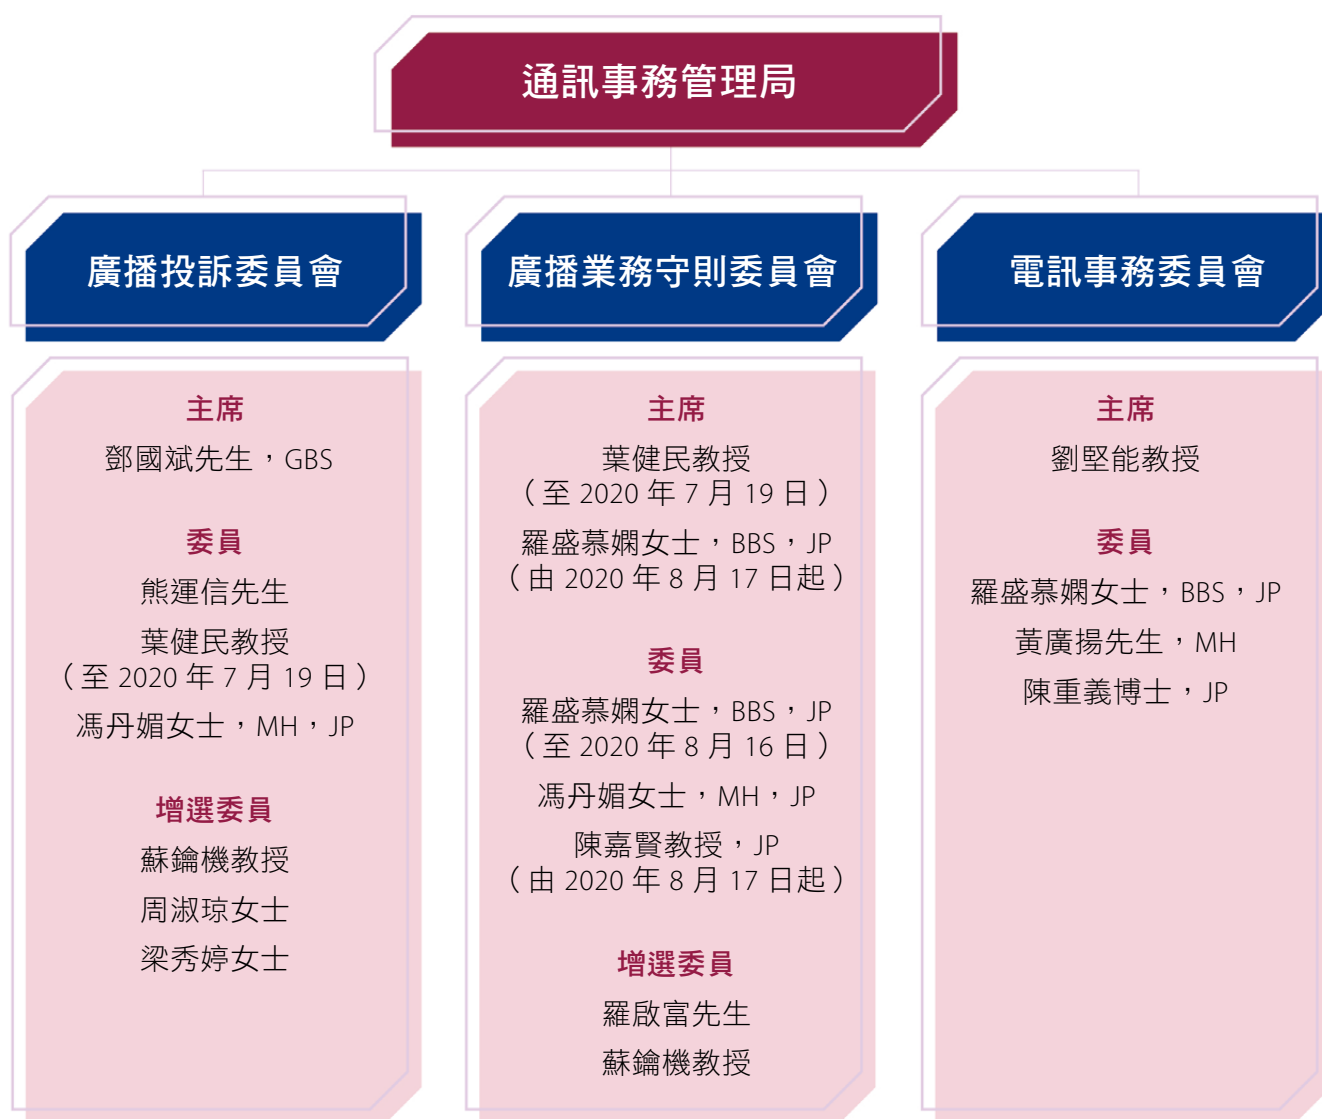 通訊事務管理局
廣播投訴委員會
主席
鄧國斌先生，GBS
委員
熊運信先生
葉健民教授
（至 2020 年 7 月 19 日）
馮丹媚女士，MH，JP
增選委員
蘇鑰機教授
周淑琼女士
梁秀婷女士
廣播業務守則委員會
主席
葉健民教授
（至 2020 年 7 月 19 日）
羅盛慕嫻女士，BBS，JP
（由 2020 年 8 月 17 日起）
委員
羅盛慕嫻女士，BBS，JP
（至 2020 年 8 月 16 日）
馮丹媚女士，MH，JP
陳嘉賢教授，JP
（由 2020 年 8 月 17 日起）
增選委員
羅啟富先生
蘇鑰機教授
電訊事務委員會
主席
劉堅能教授
委員
羅盛慕嫻女士，BBS，JP
黃廣揚先生，MH
陳重義博士，JP